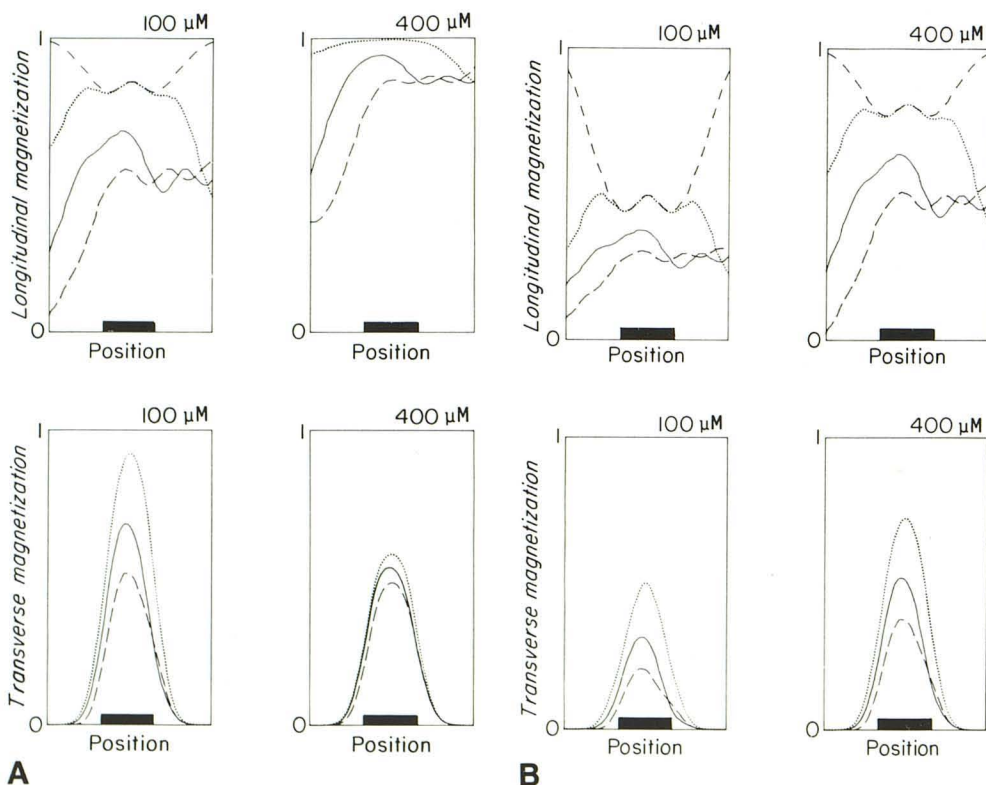 100 μM
400 μM
Longitudinal magnetization
1
0
Position
Position
100 μM
400 μM
Transverse magnetization
1
1
0
0
Position
Position
A
100 μM
400 μM
Longitudinal magnetization
1
1
0
0
Position
Position
100 μM
400 μM
Transverse magnetization
1
1
0
0
Position
Position
B